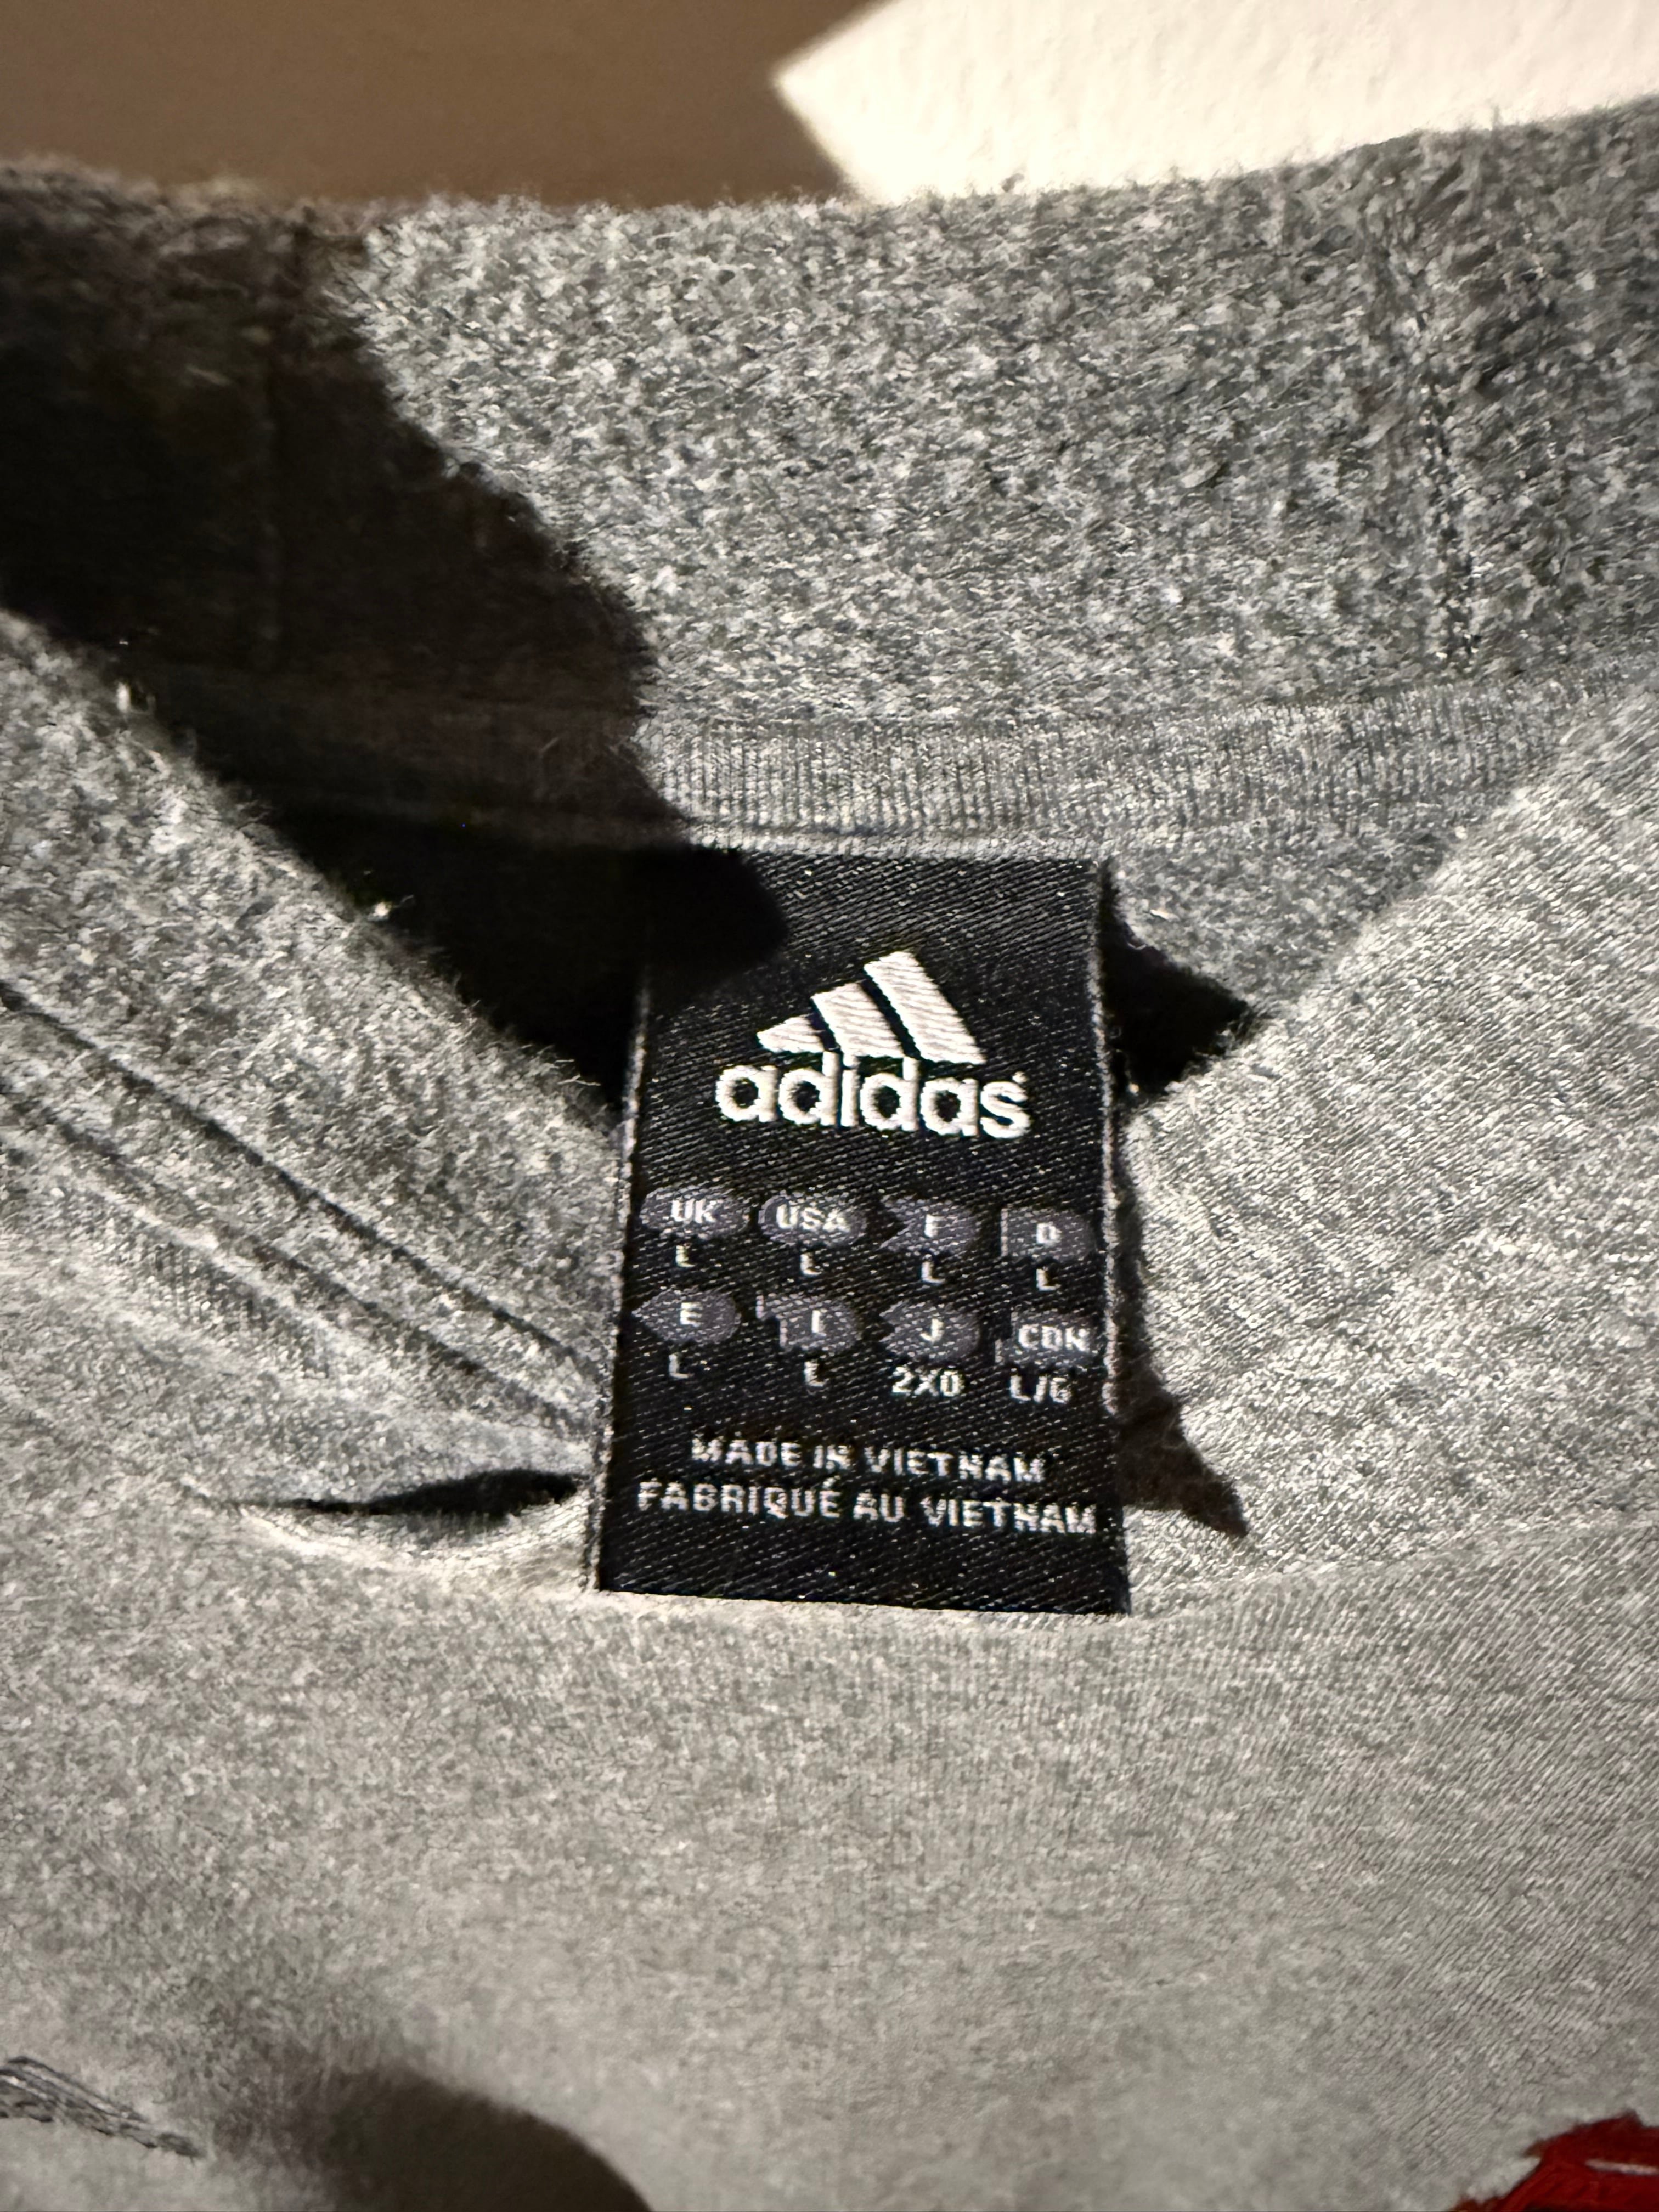 adidas
UK USA F D
L L L L
E I J CDN
L L 2XO L/G
MADE IN VIETNAM
FABRIQUÉ AU VIETNAM